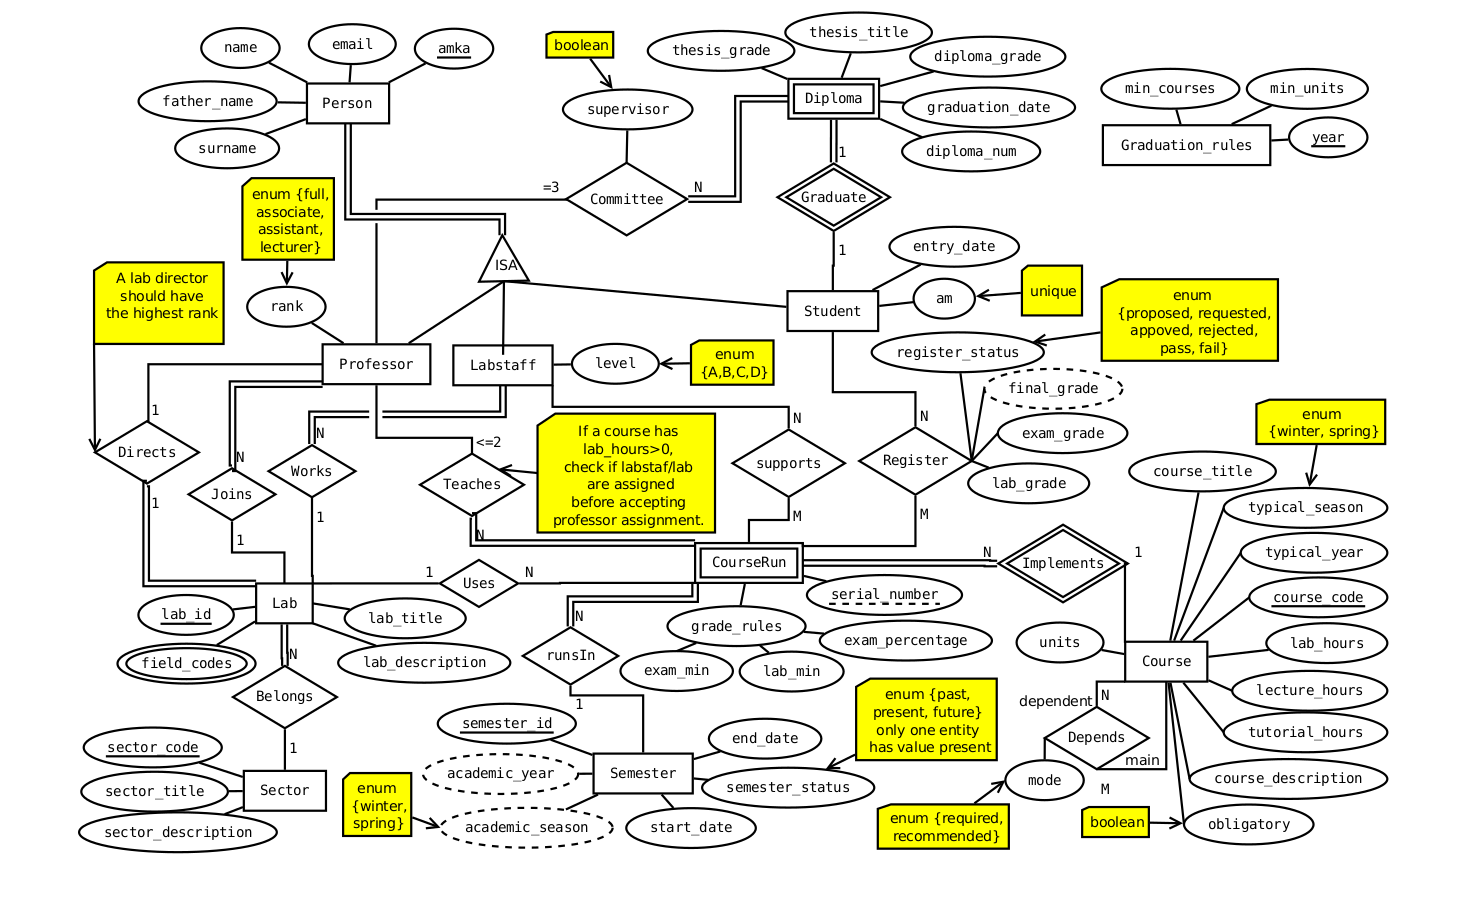 name
email
amka
father_name
Person
surname
boolean
supervisor
thesis_grade
thesis_title
diploma_grade
Diploma
graduation_date
diploma_num
min_courses
min_units
Graduation_rules
year
=3
Committee
N
1
Graduate
1
enum {full,
associate,
assistant,
lecturer}
ISA
entry_date
unique
am
Student
enum
{proposed, requested,
appoved, rejected,
pass, fail}
A lab director
should have
the highest rank
rank
Professor
Labstaff
level
enum
{A,B,C,D}
register_status
final_grade
exam_grade
lab_grade
enum
{winter, spring}
1
Directs
1
N
Joins
1
N
Works
1
<=2
Teaches
N
If a course has
lab_hours>0,
check if labstaf/lab
are assigned
before accepting
professor assignment.
N
supports
M
N
Register
M
course_title
typical_season
typical_year
course_code
lab_hours
lecture_hours
tutorial_hours
course_description
obligatory
units
Course
CourseRun
N
Implements
1
1
Uses
N
serial_number
grade_rules
exam_percentage
exam_min
lab_min
lab_id
Lab
lab_title
field_codes
lab_description
N
Belongs
1
N
runsIn
1
dependent
N
Depends
main
M
mode
enum {required,
recommended}
boolean
enum {past,
present, future}
only one entity
has value present
sector_code
sector_title
Sector
sector_description
semester_id
academic_year
Semester
end_date
semester_status
enum
{winter,
spring}
academic_season
start_date